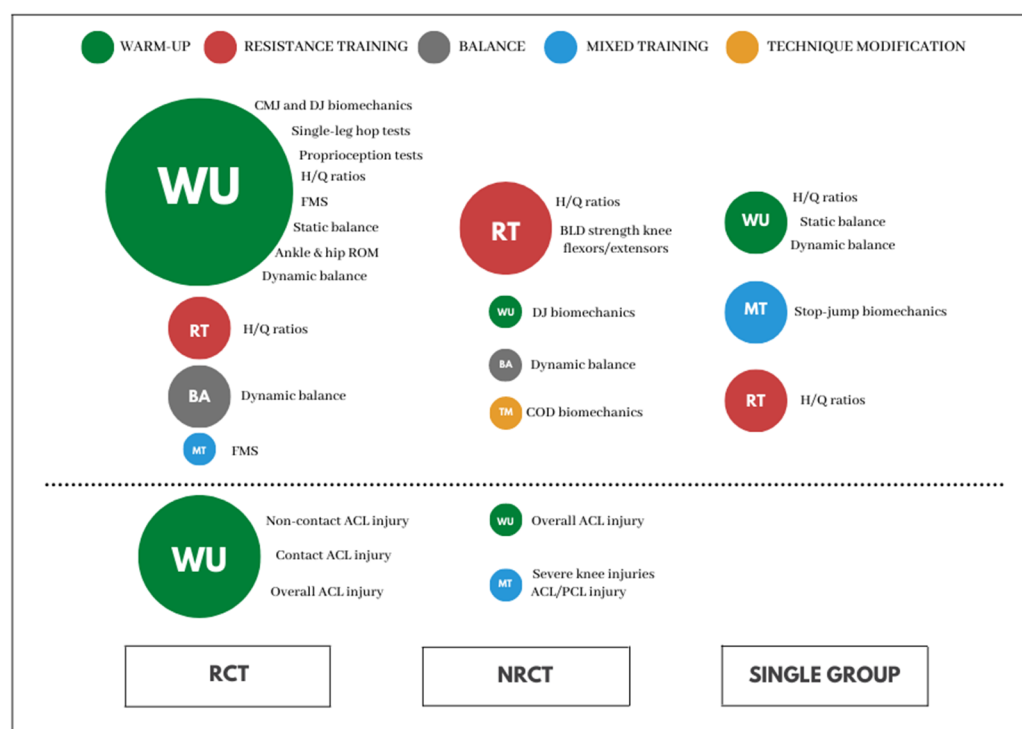 WARM-UP RESISTANCE TRAINING BALANCE MIXED TRAINING TECHNIQUE MODIFICATION
WU
CMJ and DJ biomechanics
Single-leg hop tests
Proprioception tests
H/Q ratios
FMS
Static balance
Ankle & hip ROM
Dynamic balance
RT
H/Q ratios
BA
Dynamic balance
MT
FMS
RT
H/Q ratios
BLD strength knee
flexors/extensors
WU
DJ biomechanics
BA
Dynamic balance
TM
COD biomechanics
WU
H/Q ratios
Static balance
Dynamic balance
MT
Stop-jump biomechanics
RT
H/Q ratios
WU
Non-contact ACL injury
Contact ACL injury
Overall ACL injury
WU
Overall ACL injury
MT
Severe knee injuries
ACL/PCL injury
RCT
NRCT
SINGLE GROUP